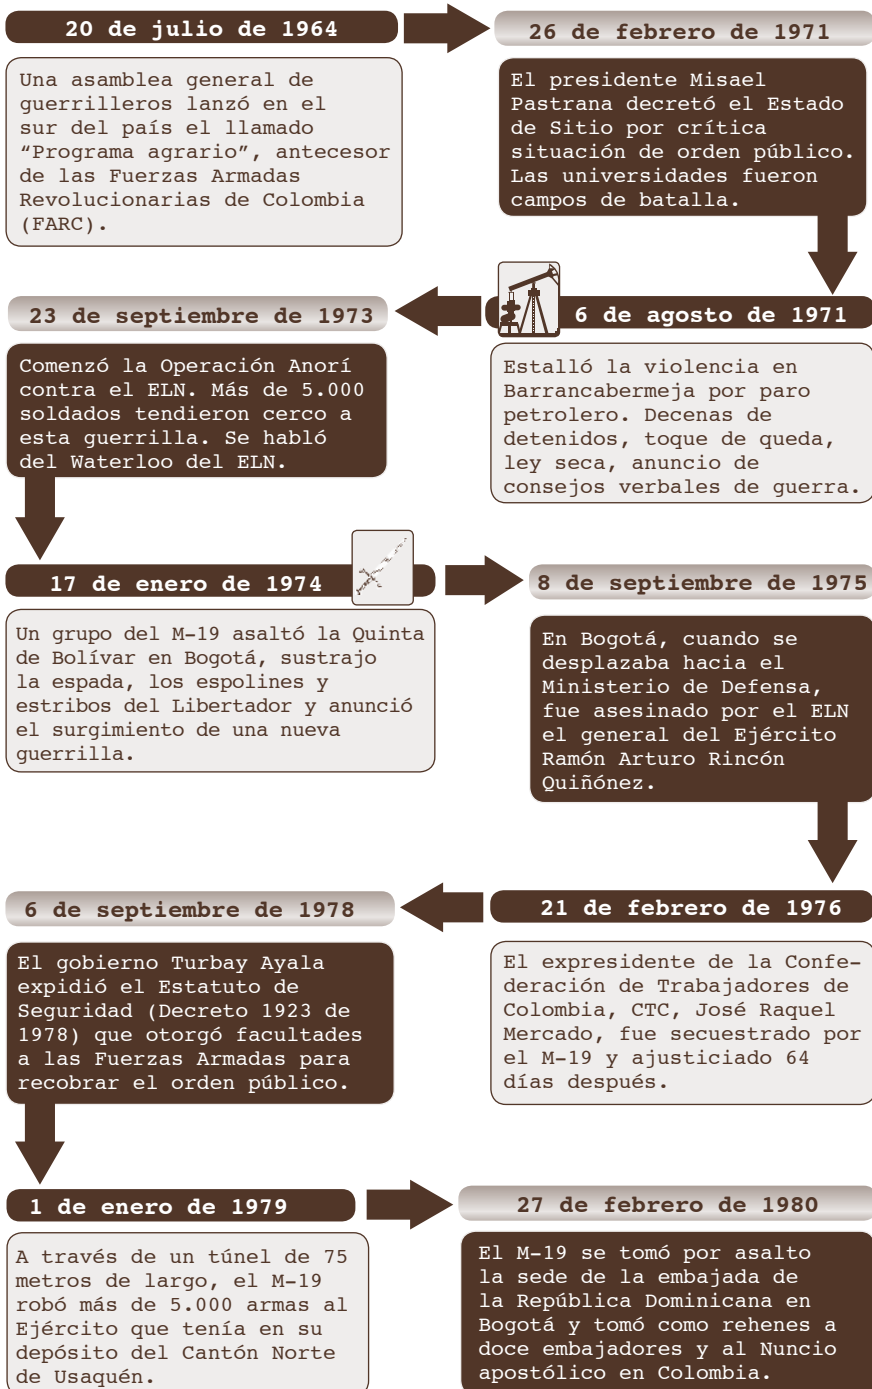 20 de julio de 1964
Una asamblea general de
guerrilleros lanzó en el
sur del país el llamado
“Programa agrario”, antecesor
de las Fuerzas Armadas
Revolucionarias de Colombia
(FARC).
26 de febrero de 1971
El presidente Misael
Pastrana decretó el Estado
de Sitio por crítica
situación de orden público.
Las universidades fueron
campos de batalla.
6 de agosto de 1971
Estalló la violencia en
Barrancabermeja por paro
petrolero. Decenas de
detenidos, toque de queda,
ley seca, anuncio de
consejos verbales de guerra.
23 de septiembre de 1973
Comenzó la Operación Anorí
contra el ELN. Más de 5.000
soldados tendieron cerco a
esta guerrilla. Se habló
del Waterloo del ELN.
17 de enero de 1974
Un grupo del M-19 asaltó la Quinta
de Bolívar en Bogotá, sustrajo
la espada, los espolines y
estribos del Libertador y anunció
el surgimiento de una nueva
guerrilla.
8 de septiembre de 1975
En Bogotá, cuando se
desplazaba hacia el
Ministerio de Defensa,
fue asesinado por el ELN
el general del Ejército
Ramón Arturo Rincón
Quiñónez.
21 de febrero de 1976
El expresidente de la Confe-
deración de Trabajadores de
Colombia, CTC, José Raquel
Mercado, fue secuestrado por
el M-19 y ajusticiado 64
días después.
6 de septiembre de 1978
El gobierno Turbay Ayala
expidió el Estatuto de
Seguridad (Decreto 1923 de
1978) que otorgó facultades
a las Fuerzas Armadas para
recobrar el orden público.
1 de enero de 1979
A través de un túnel de 75
metros de largo, el M-19
robó más de 5.000 armas al
Ejército que tenía en su
depósito del Cantón Norte
de Usaquén.
27 de febrero de 1980
El M-19 se tomó por asalto
la sede de la embajada de
la República Dominicana en
Bogotá y tomó como rehenes a
doce embajadores y al Nuncio
apostólico en Colombia.